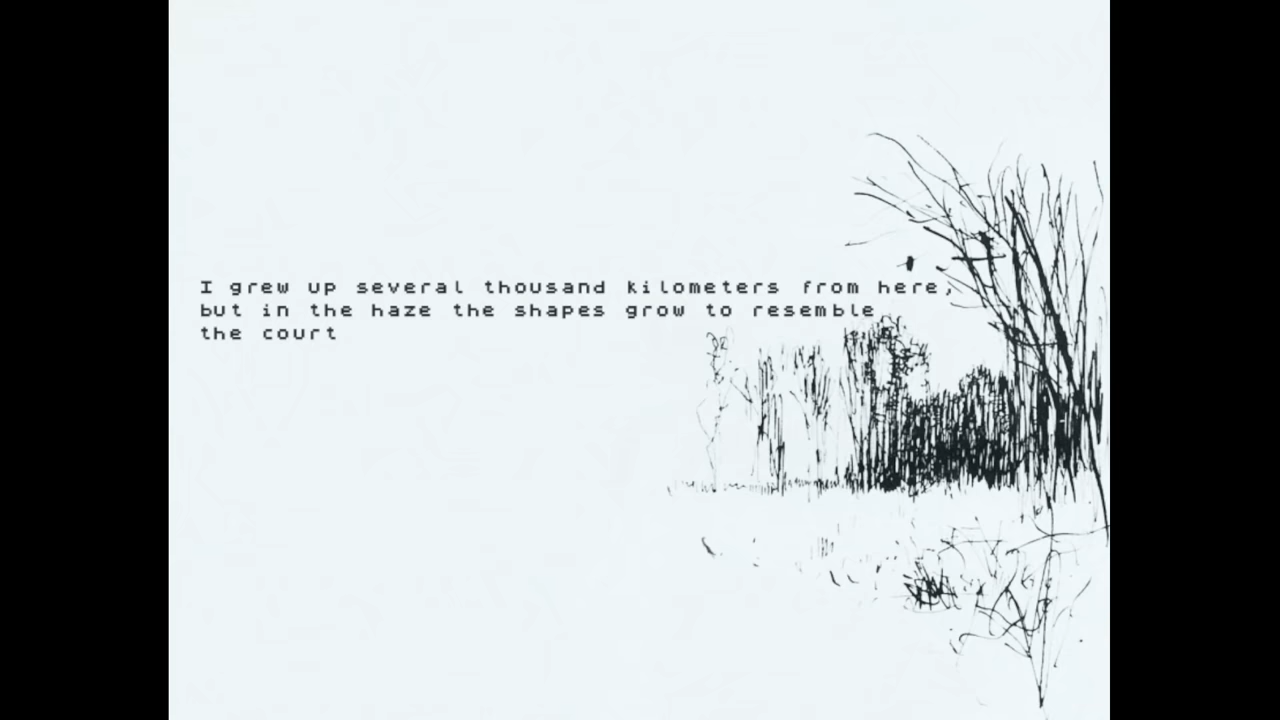 I grew up several thousand kilometers from here,
but in the haze the shapes grow to resemble
the court